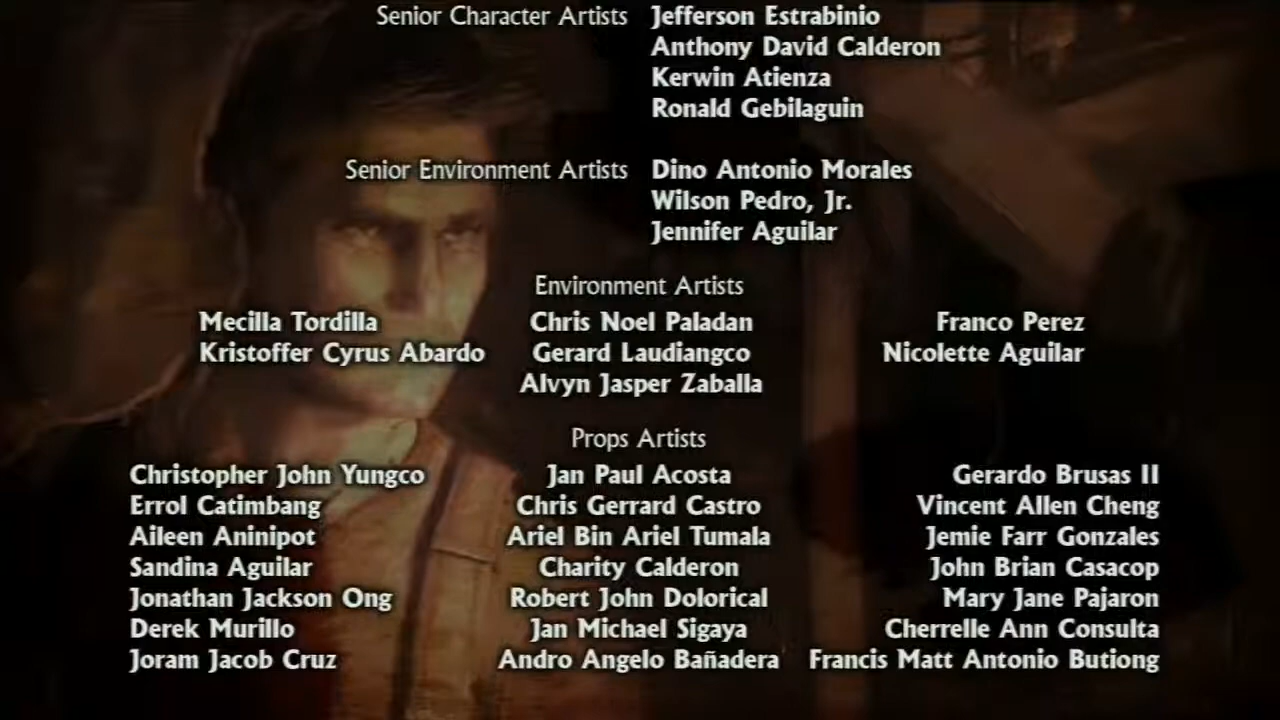 Senior Character Artists Jefferson Estrabinio
Anthony David Calderon
Kerwin Atienza
Ronald Gebilaguin
Senior Environment Artists Dino Antonio Morales
Wilson Pedro, Jr.
Jennifer Aguilar
Environment Artists
Mecilla Tordilla Chris Noel Paladan Franco Perez
Kristoffer Cyrus Abardo Gerard Laudiangco Nicolette Aguilar
Alvyn Jasper Zaballa
Props Artists
Christopher John Yungco Jan Paul Acosta Gerardo Brusas II
Errol Catimbang Chris Gerrard Castro Vincent Allen Cheng
Aileen Aninipot Ariel Bin Ariel Tumala Jemie Farr Gonzales
Sandina Aguilar Charity Calderon John Brian Casacop
Jonathan Jackson Ong Robert John Dolorical Mary Jane Pajaron
Derek Murillo Jan Michael Sigaya Cherrelle Ann Consulta
Joram Jacob Cruz Andro Angelo Bañadera Francis Matt Antonio Butiong